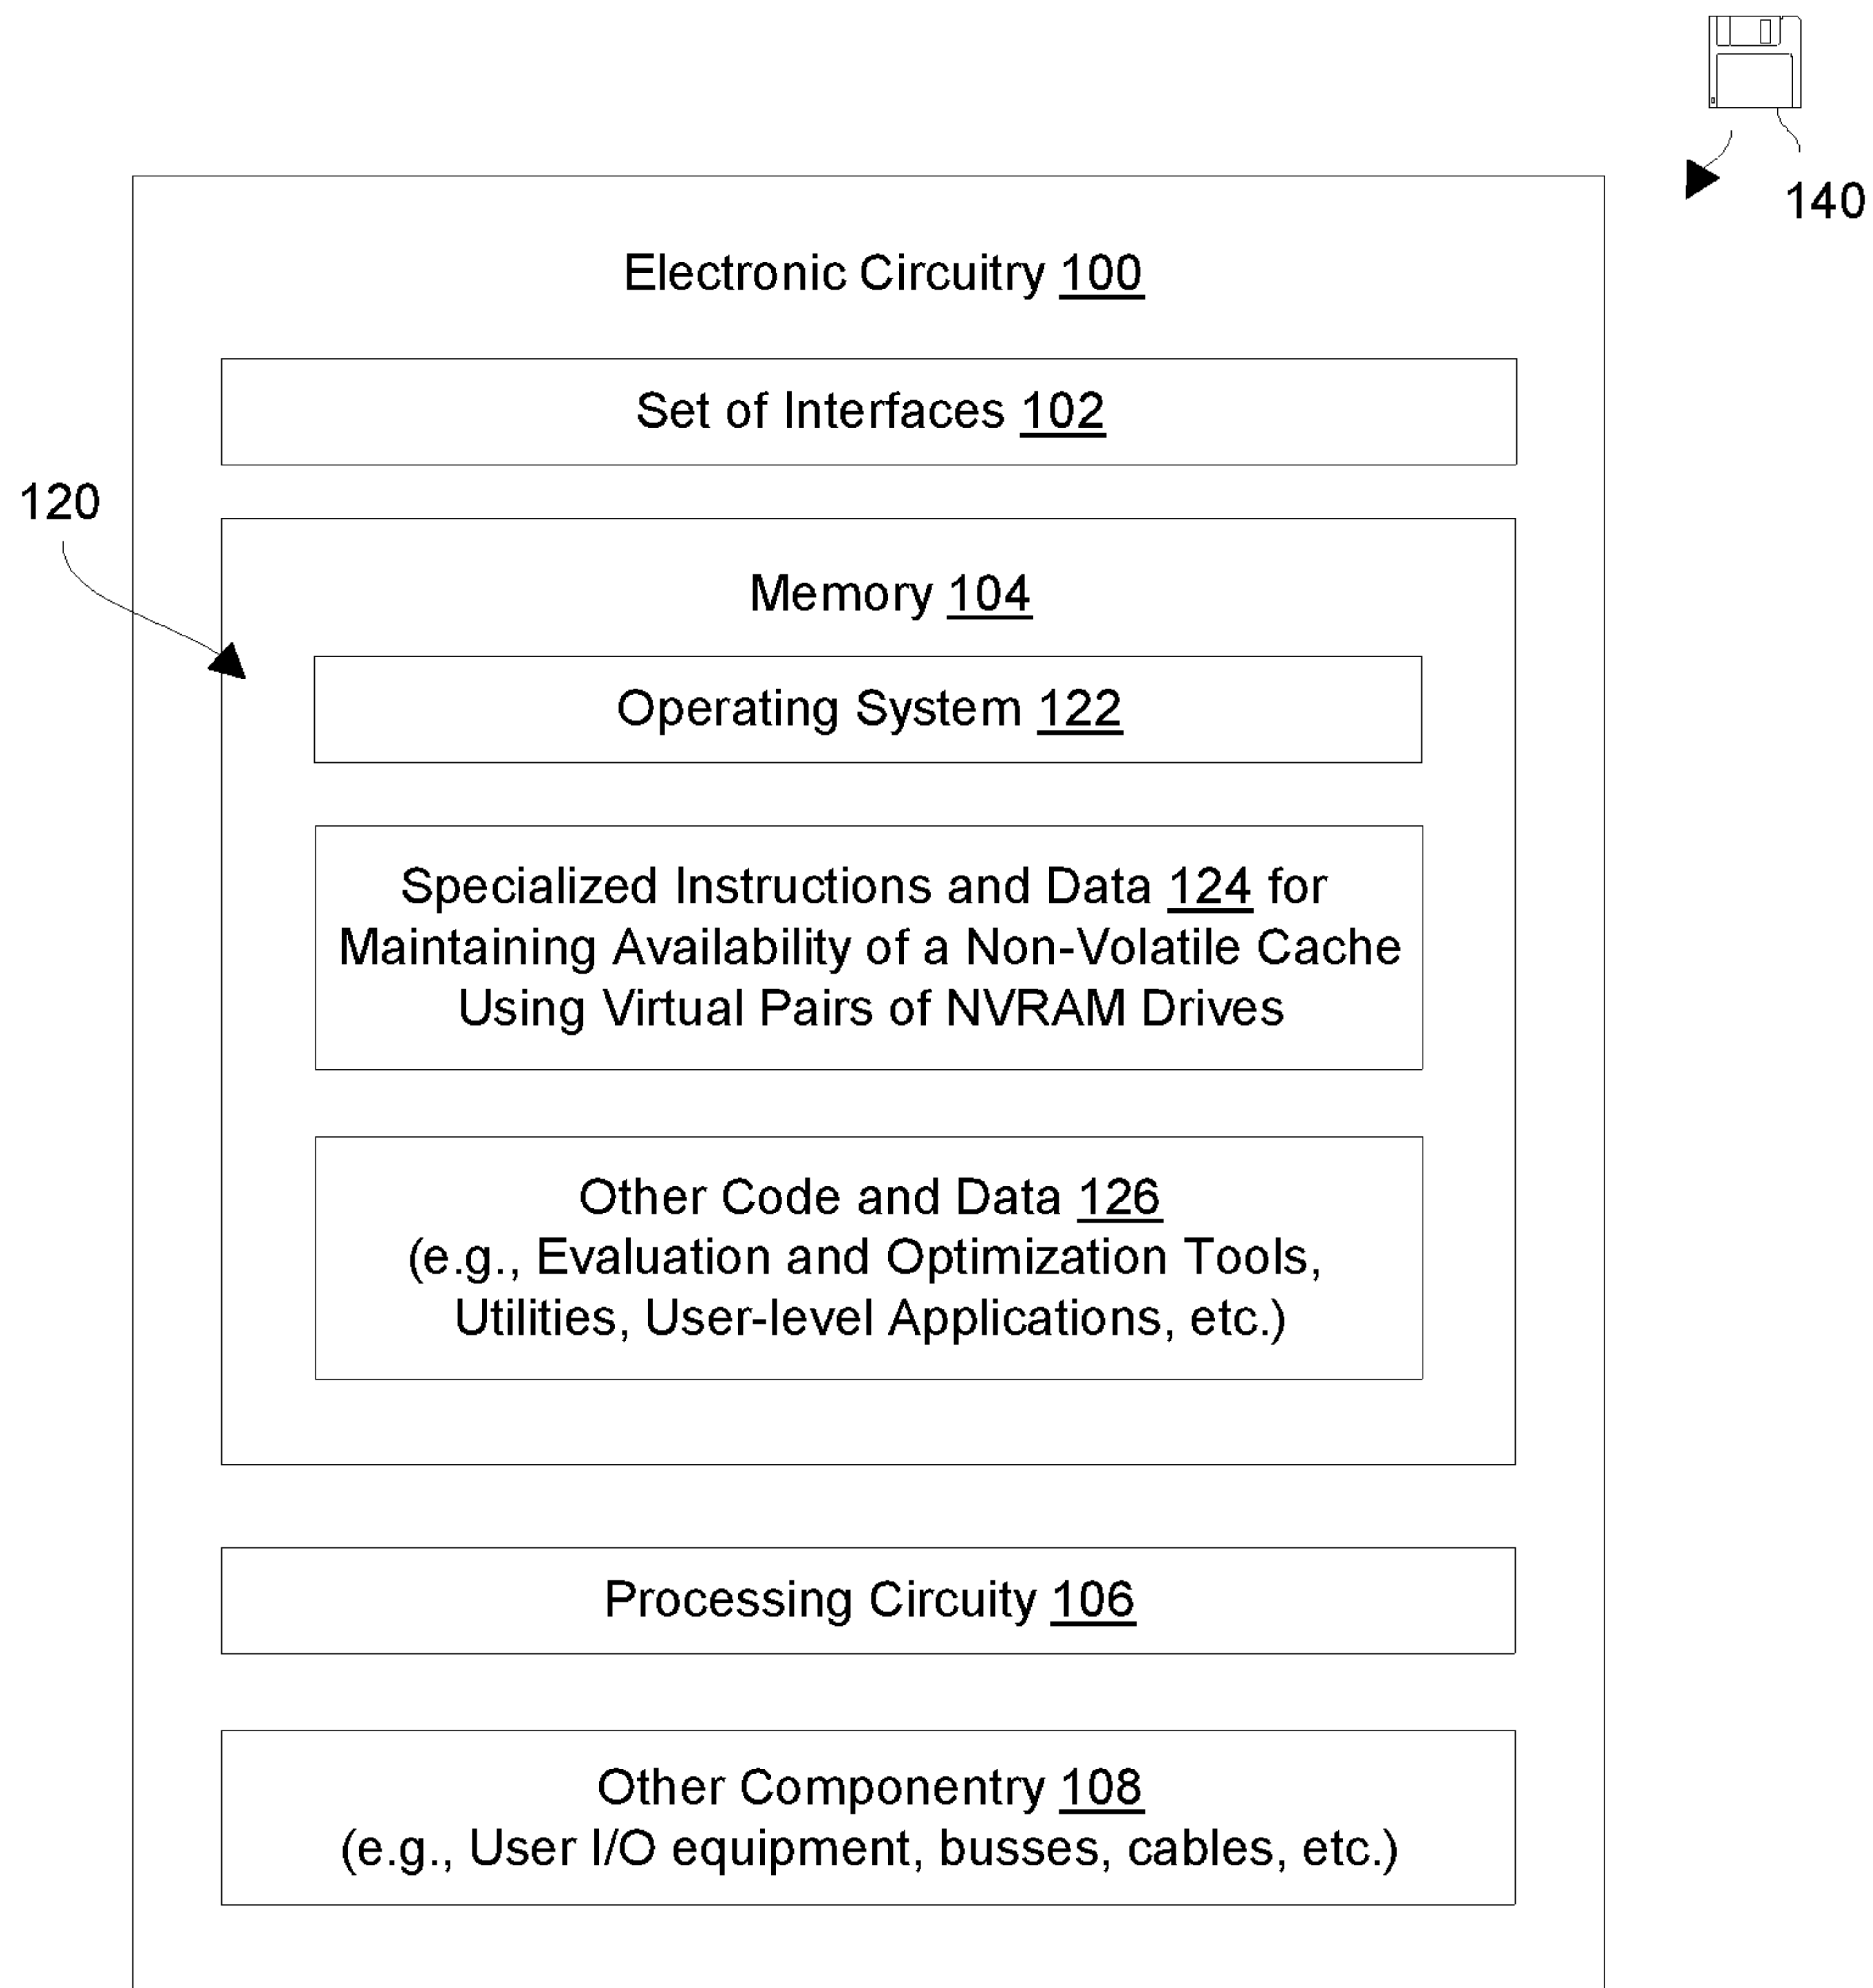 140
Electronic Circuitry 100
Set of Interfaces 102
120
Memory 104
Operating System 122
Specialized Instructions and Data 124 for
Maintaining Availability of a Non-Volatile Cache
Using Virtual Pairs of NVRAM Drives
Other Code and Data 126
(e.g., Evaluation and Optimization Tools,
Utilities, User-level Applications, etc.)
Processing Circuity 106
Other Componentry 108
(e.g., User I/O equipment, busses, cables, etc.)